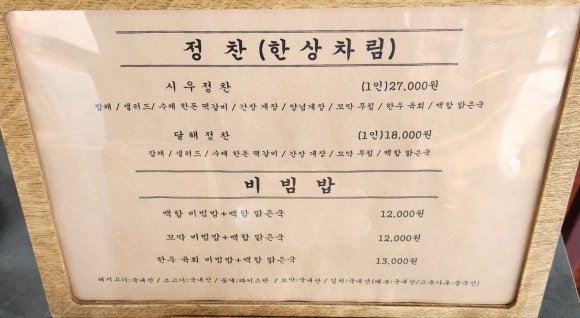 정 찬 (한 상 차 림)
시 우 정 찬 (1인)27,000원
잡채 / 샐러드/ 수제 한돈 떡갈비 / 간장 게장 / 양념게장 / 꼬막 무침 / 한우 육회 / 백합 맑은국
달 해 정 찬 (1인)18,000원
잡채 / 샐러드 / 수제 한돈 떡갈비 / 간장 게장 / 꼬막 무침 / 백합 맑은국
비 빔 밥
백합 비빔밥+백합 맑은국 12,000원
꼬막 비빔밥+백합 맑은국 12,000원
한우 육회 비빔밥+백합 맑은국 13,000원
돼지고기:국내산 / 소고기:국내산 / 꽃게:파키스탄 / 꼬막:국내산 / 김치:국내산(배추:국내산/고춧가루:중국산)